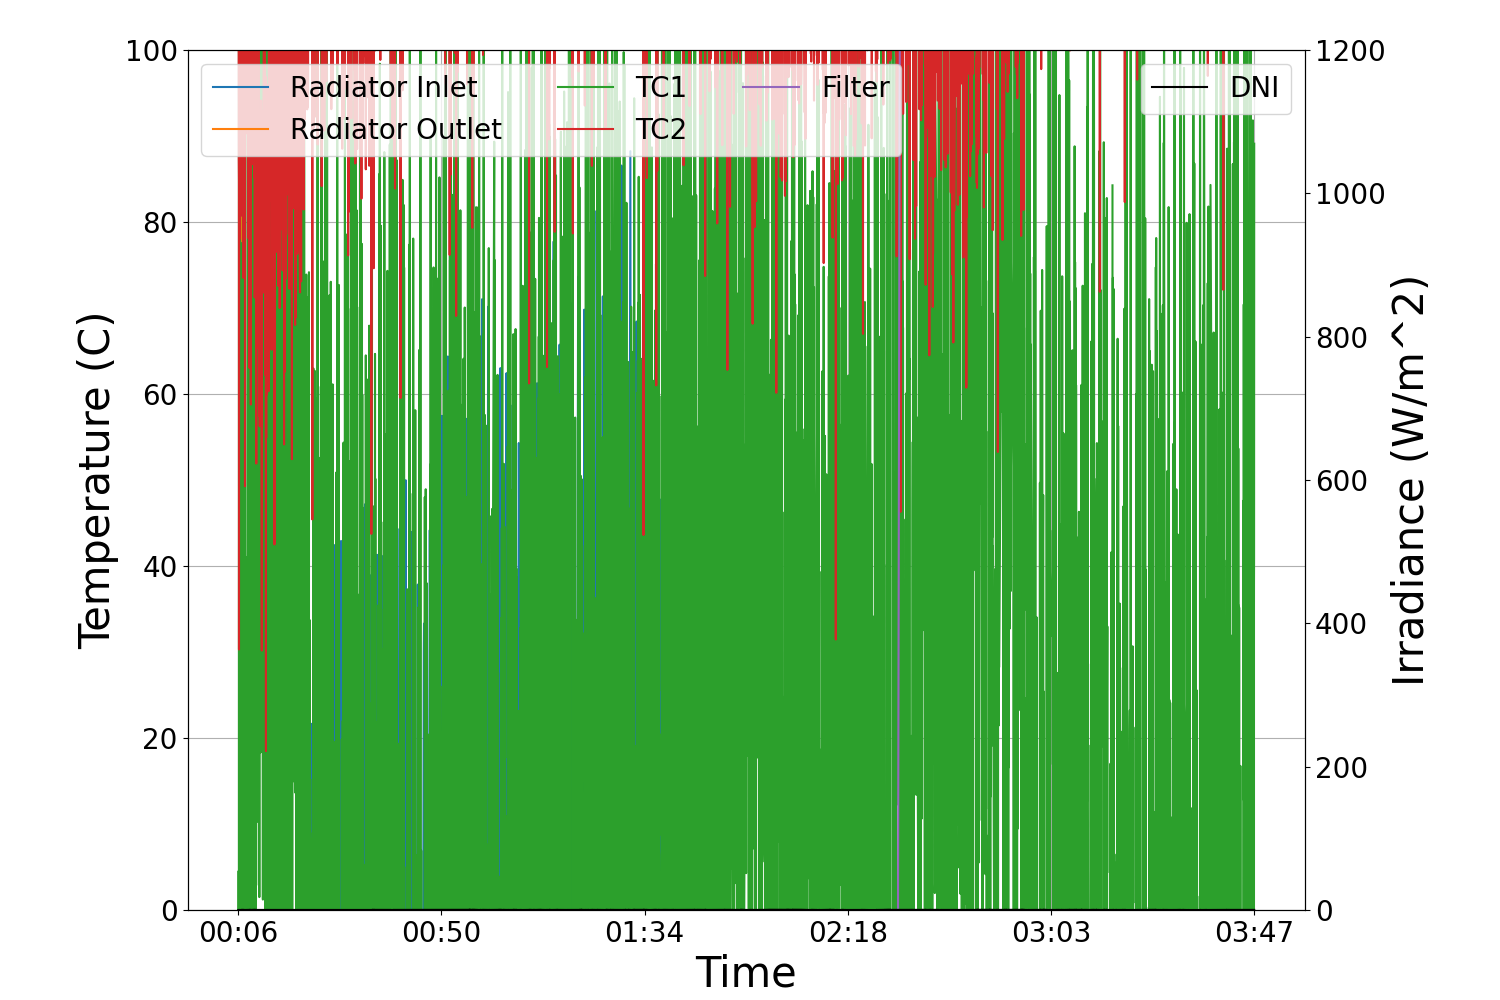 100
80
60
40
20
0
Temperature (C)
Radiator Inlet
Radiator Outlet
TC1
TC2
Filter
DNI
1200
1000
800
600
400
200
0
Irradiance (W/m^2)
00:06 00:50 01:34 02:18 03:03 03:47
Time